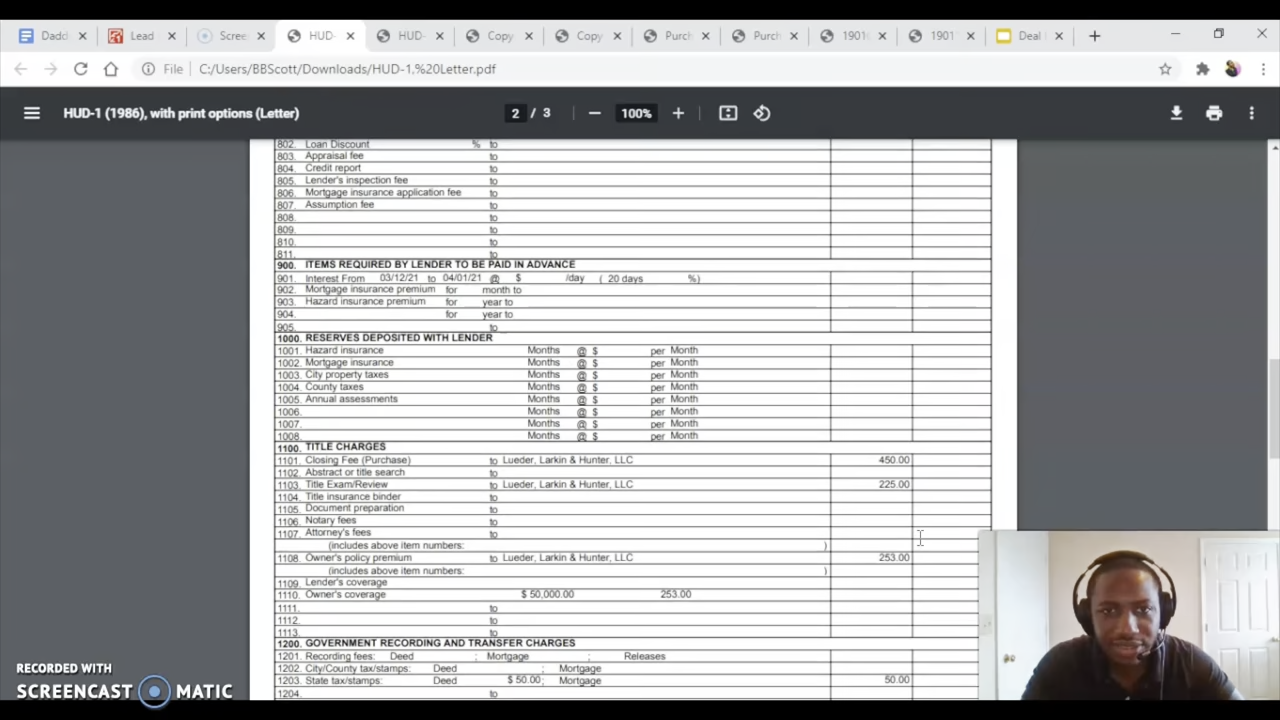 Dadd
Lead
Scree
HUD-
HUD-
Copy
Copy
Purch
Purch
1901(
1901
Deal
File C:/Users/BBScott/Downloads/HUD-1.%20Letter.pdf
HUD-1 (1986), with print options (Letter) 2 / 3 100%
802. Loan Discount % to
803. Appraisal fee to
804. Credit report to
805. Lender's inspection fee to
806. Mortgage insurance application fee to
807. Assumption fee to
808. to
809. to
810. to
811. to
900. ITEMS REQUIRED BY LENDER TO BE PAID IN ADVANCE
901. Interest From 03/12/21 to 04/01/21 @ $ /day ( 20 days %)
902. Mortgage insurance premium for month to
903. Hazard insurance premium for year to
904. for year to
905. to
1000. RESERVES DEPOSITED WITH LENDER
1001. Hazard insurance Months @ $ per Month
1002. Mortgage insurance Months @ $ per Month
1003. City property taxes Months @ $ per Month
1004. County taxes Months @ $ per Month
1005. Annual assessments Months @ $ per Month
1006. Months @ $ per Month
1007. Months @ $ per Month
1008. Months @ $ per Month
1100. TITLE CHARGES
1101. Closing Fee (Purchase) to Lueder, Larkin & Hunter, LLC 450.00
1102. Abstract or title search to
1103. Title Exam/Review to Lueder, Larkin & Hunter, LLC 225.00
1104. Title insurance binder to
1105. Document preparation to
1106. Notary fees to
1107. Attorney's fees to
(includes above item numbers: )
1108. Owner's policy premium to Lueder, Larkin & Hunter, LLC 253.00
(includes above item numbers: )
1109. Lender's coverage
1110. Owner's coverage $ 50,000.00 253.00
1111. to
1112. to
1113. to
1200. GOVERNMENT RECORDING AND TRANSFER CHARGES
1201. Recording fees: Deed ; Mortgage ; Releases
1202. City/County tax/stamps: Deed ; Mortgage
1203. State tax/stamps: Deed $ 50.00; Mortgage 50.00
1204. to
RECORDED WITH
SCREENCAST MATIC